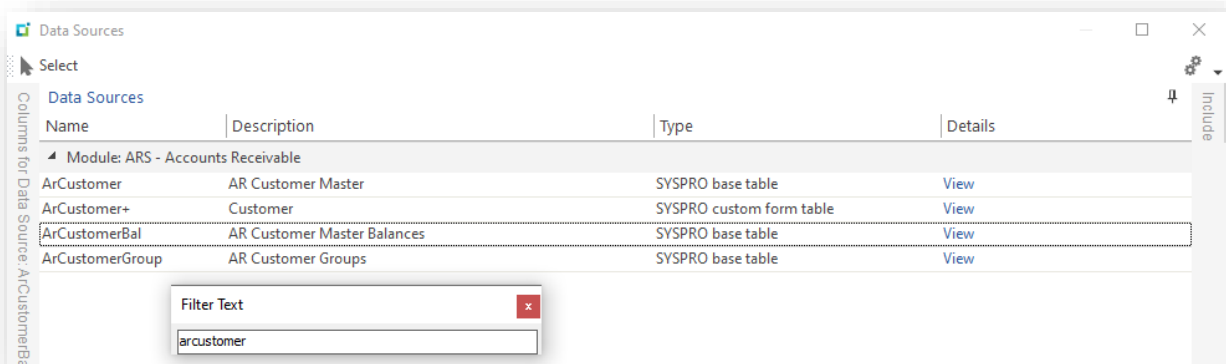 Data Sources
Select
Columns for Data Source: ArCustomerBa
Data Sources
Include
Name Description Type Details
Module: ARS - Accounts Receivable
ArCustomer AR Customer Master SYSPRO base table View
ArCustomer+ Customer SYSPRO custom form table View
ArCustomerBal AR Customer Master Balances SYSPRO base table View
ArCustomerGroup AR Customer Groups SYSPRO base table View
Filter Text
x
arcustomer